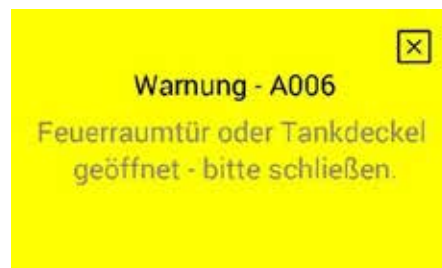 Warnung - A006
Feuerraumtür oder Tankdeckel
geöffnet - bitte schließen.